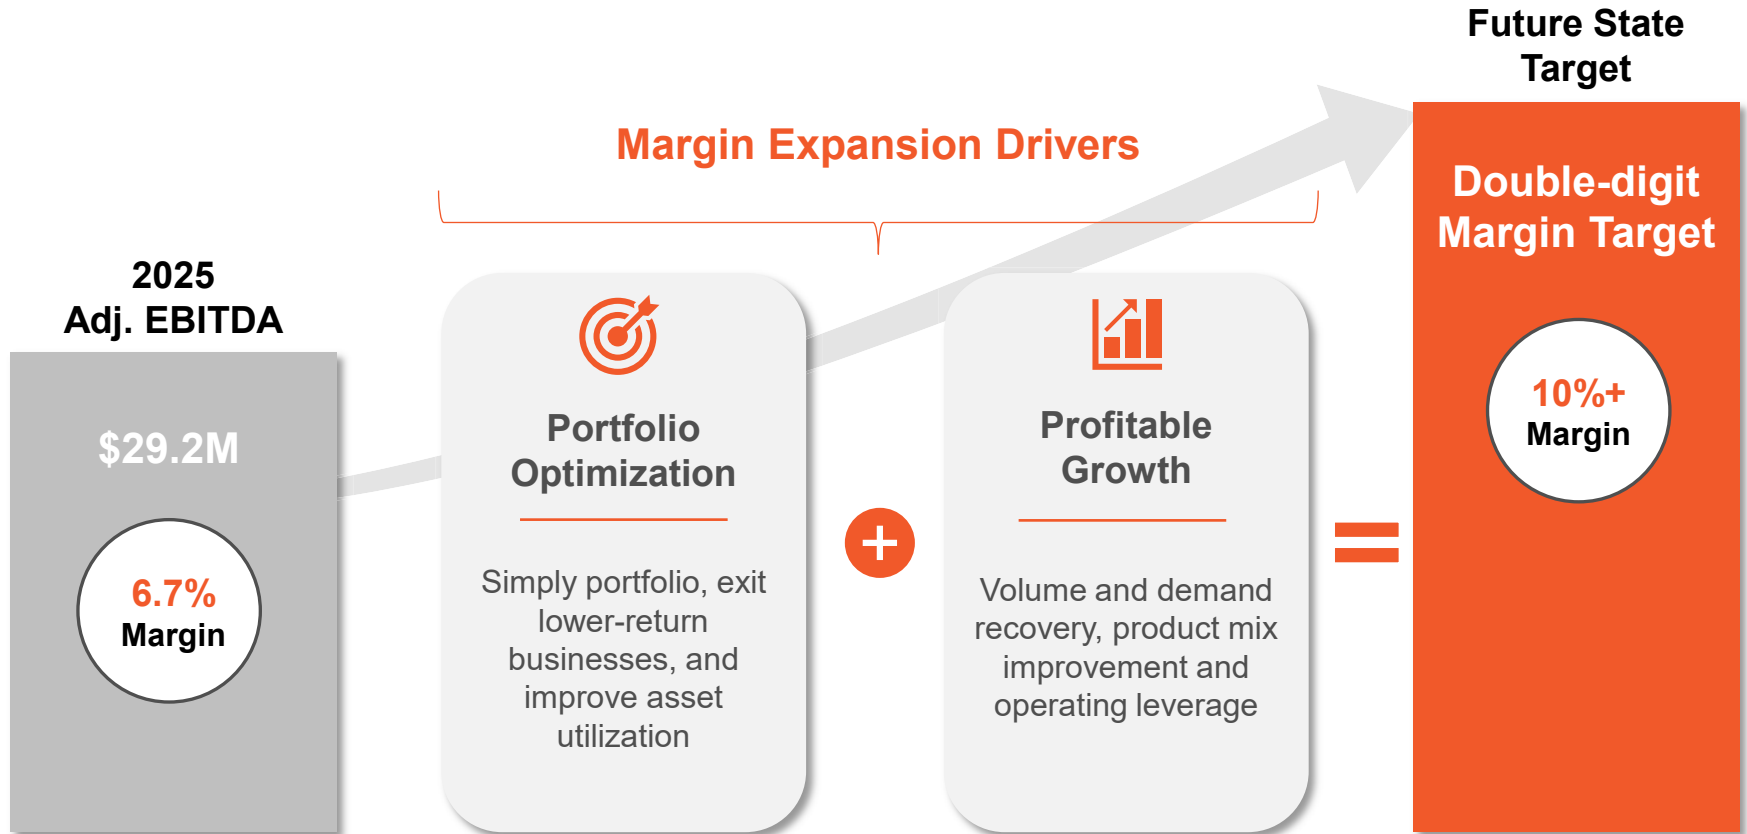 2025
Adj. EBITDA
$29.2M
6.7%
Margin
Margin Expansion Drivers
Portfolio
Optimization
Simply portfolio, exit
lower-return
businesses, and
improve asset
utilization
+
Profitable
Growth
Volume and demand
recovery, product mix
improvement and
operating leverage
=
Future State
Target
Double-digit
Margin Target
10%+
Margin